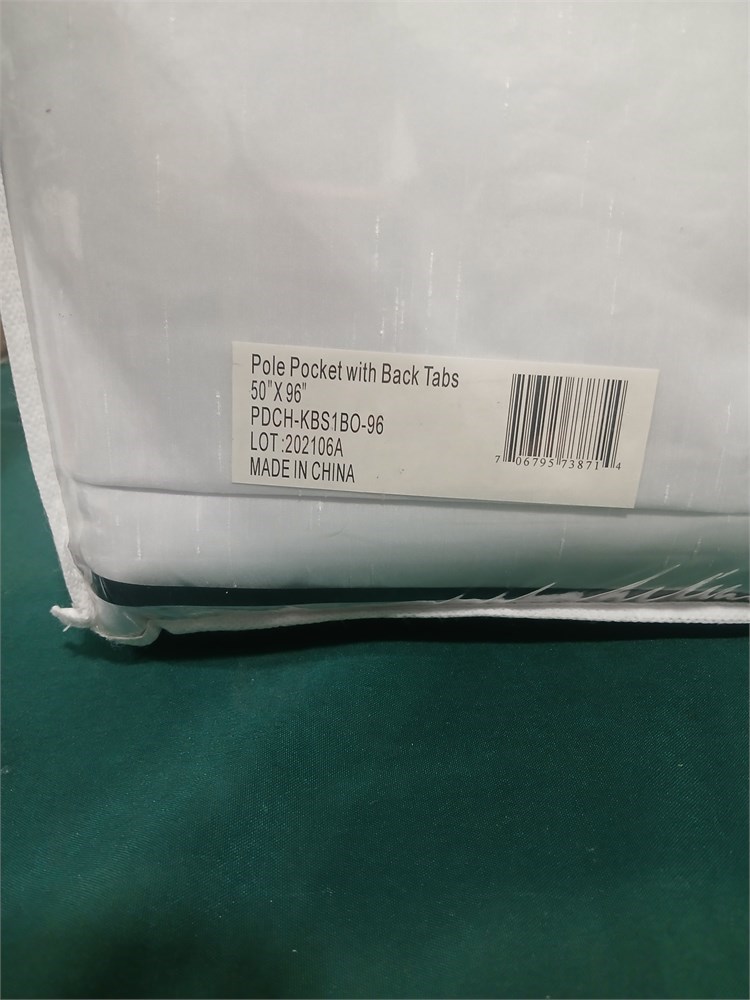 Pole Pocket with Back Tabs
50"X 96"
PDCH-KBS1BO-96
LOT :202106A
MADE IN CHINA
7 06795 73871 4